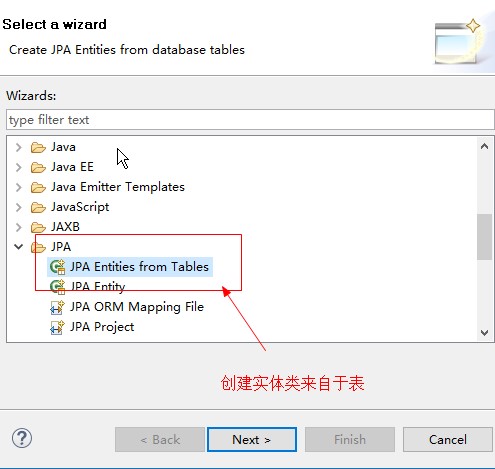 Select a wizard
Create JPA Entities from database tables
Wizards:
type filter text
Java
Java EE
Java Emitter Templates
JavaScript
JAXB
JPA
JPA Entities from Tables
JPA Entity
JPA ORM Mapping File
JPA Project
创建实体类来自于表
?
< Back
Next >
Finish
Cancel